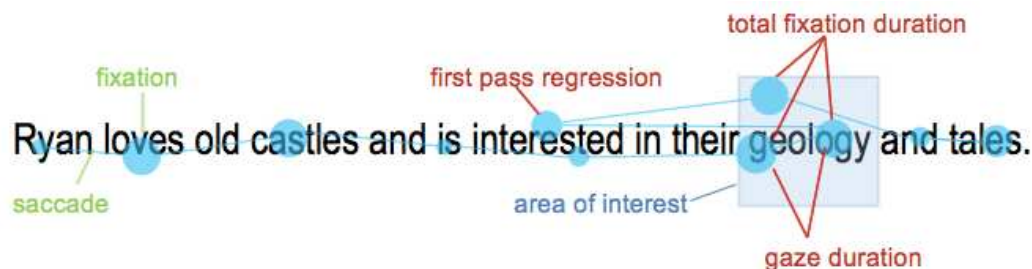 total fixation duration
fixation
first pass regression
Ryan loves old castles and is interested in their geology and tales.
saccade
area of interest
gaze duration